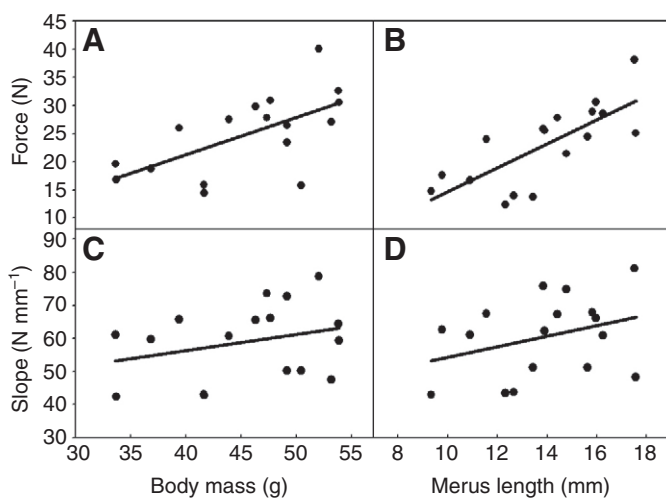 A
B
45
40
35
30
25
20
15
10
Force (N)
C
D
90
80
70
60
50
40
30
Slope (N mm⁻¹)
30 35 40 45 50 55
8 10 12 14 16 18
Body mass (g)
Merus length (mm)